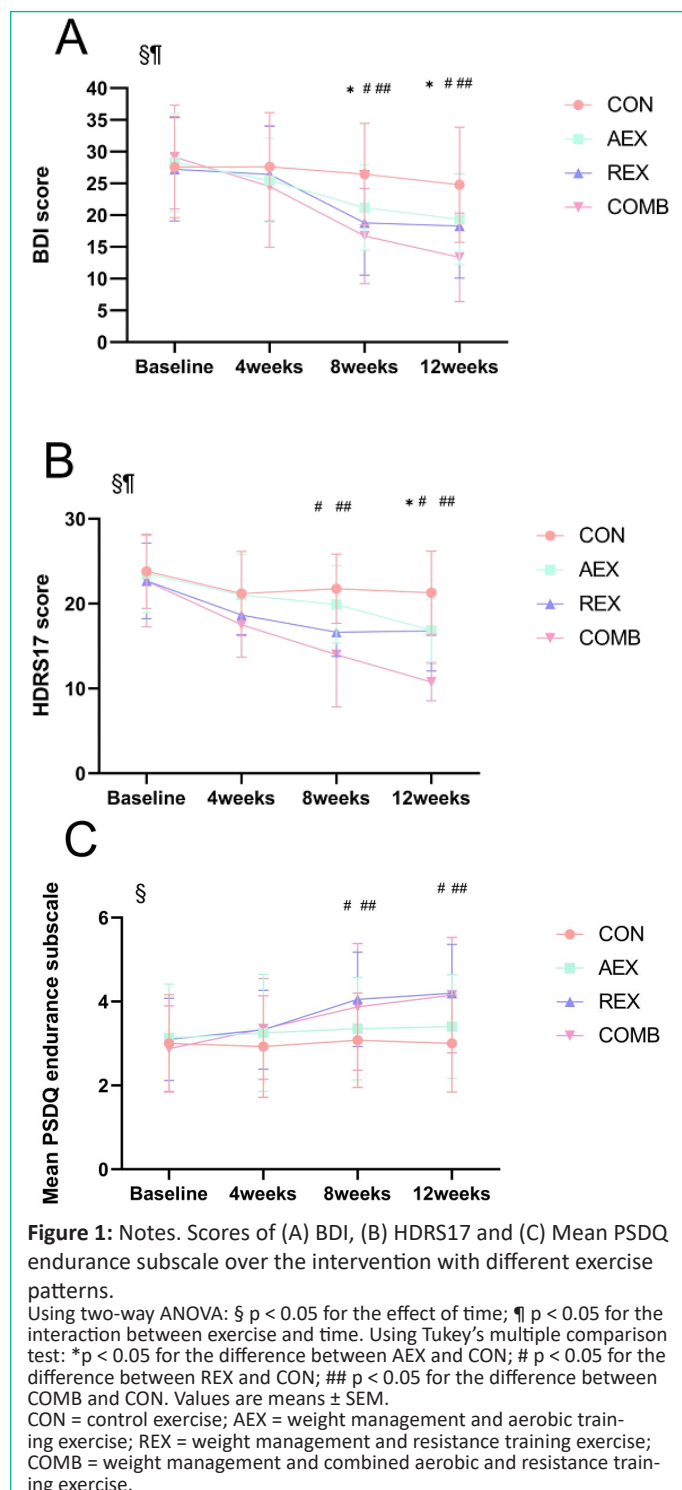 A
§¶
* # ##
* # ##
40
35
30
25
20
15
10
5
0
BDI score
Baseline
4weeks
8weeks
12weeks
CON
AEX
REX
COMB
B
§¶
# ##
* # ##
30
20
10
0
HDRS17 score
Baseline
4weeks
8weeks
12weeks
CON
AEX
REX
COMB
C
§
# ##
# ##
6
4
2
0
Mean PSDQ endurance subscale
Baseline
4weeks
8weeks
12weeks
CON
AEX
REX
COMB
Figure 1: Notes. Scores of (A) BDI, (B) HDRS17 and (C) Mean PSDQ
endurance subscale over the intervention with different exercise
patterns.
Using two-way ANOVA: § p < 0.05 for the effect of time; ¶ p < 0.05 for the
interaction between exercise and time. Using Tukey's multiple comparison
test: *p < 0.05 for the difference between AEX and CON; # p < 0.05 for the
difference between REX and CON; ## p < 0.05 for the difference between
COMB and CON. Values are means ± SEM.
CON = control exercise; AEX = weight management and aerobic train-
ing exercise; REX = weight management and resistance training exercise;
COMB = weight management and combined aerobic and resistance train-
ing exercise.